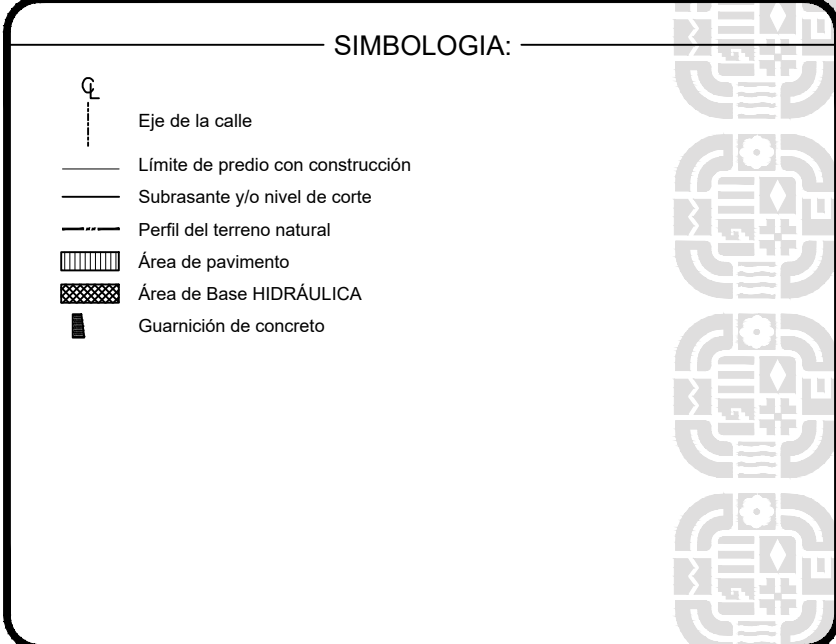 SIMBOLOGIA:
℄
Eje de la calle
Límite de predio con construcción
Subrasante y/o nivel de corte
Perfil del terreno natural
Área de pavimento
Área de Base HIDRÁULICA
Guarnición de concreto